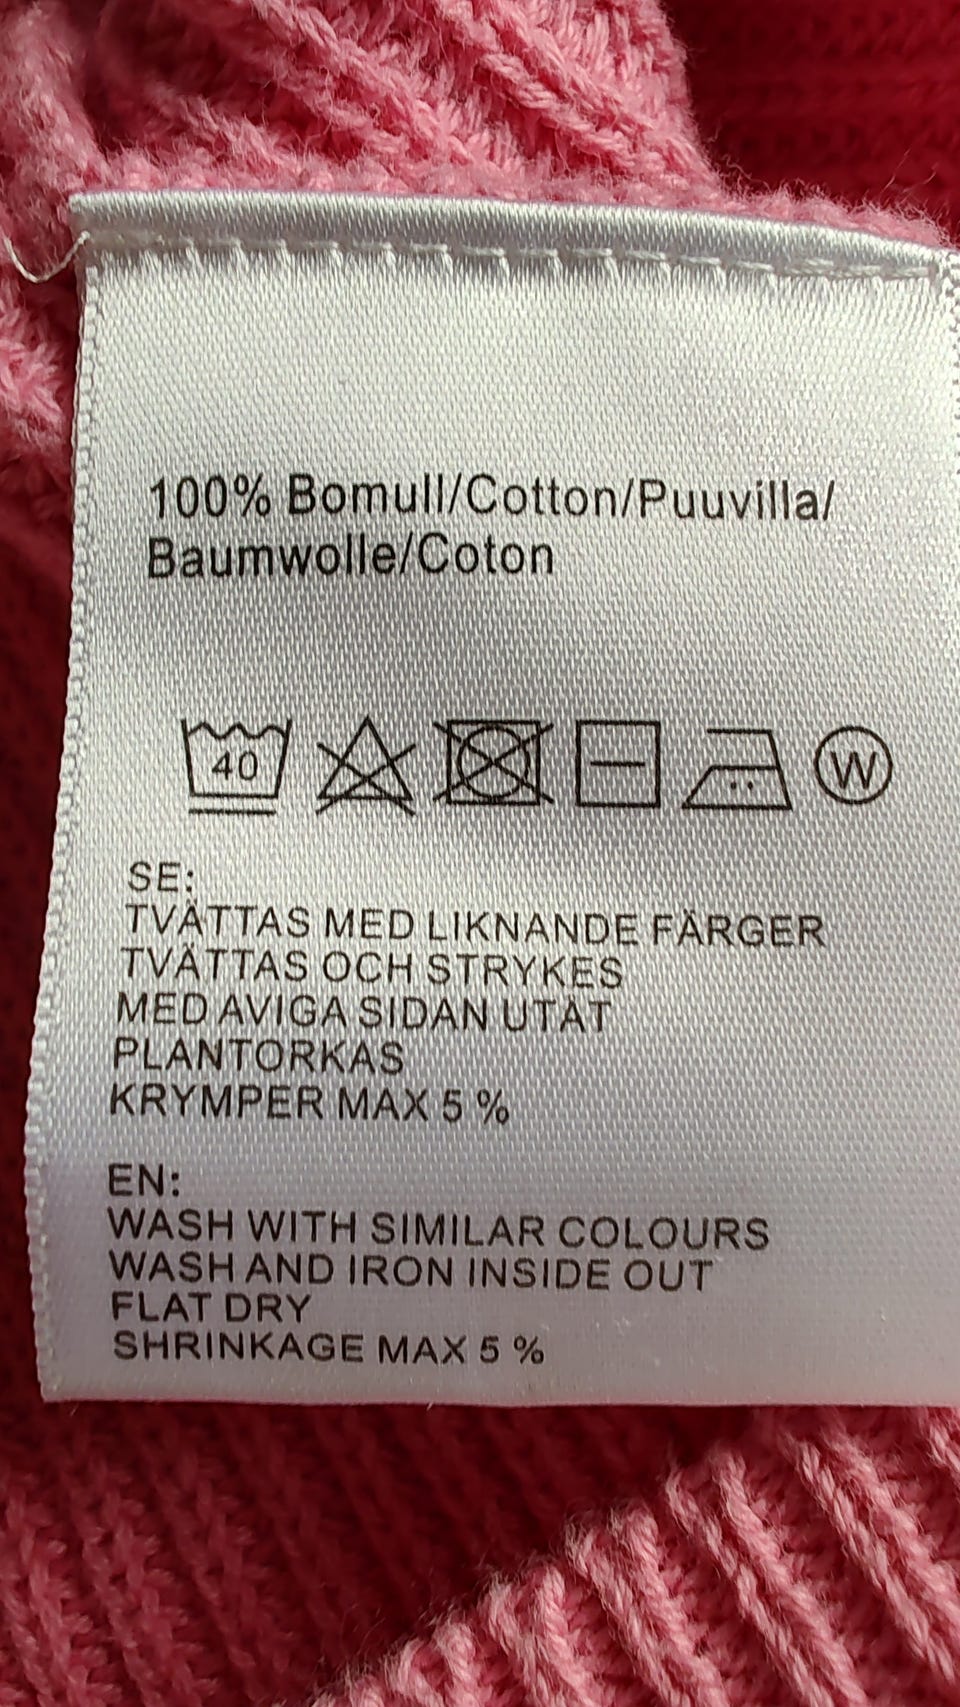 100% Bomull/Cotton/Puuvilla/
Baumwolle/Coton
40 W
SE:
TVÄTTAS MED LIKNANDE FÄRGER
TVÄTTAS OCH STRYKES
MED AVIGA SIDAN UTÅT
PLANTORKAS
KRYMPER MAX 5 %
EN:
WASH WITH SIMILAR COLOURS
WASH AND IRON INSIDE OUT
FLAT DRY
SHRINKAGE MAX 5 %